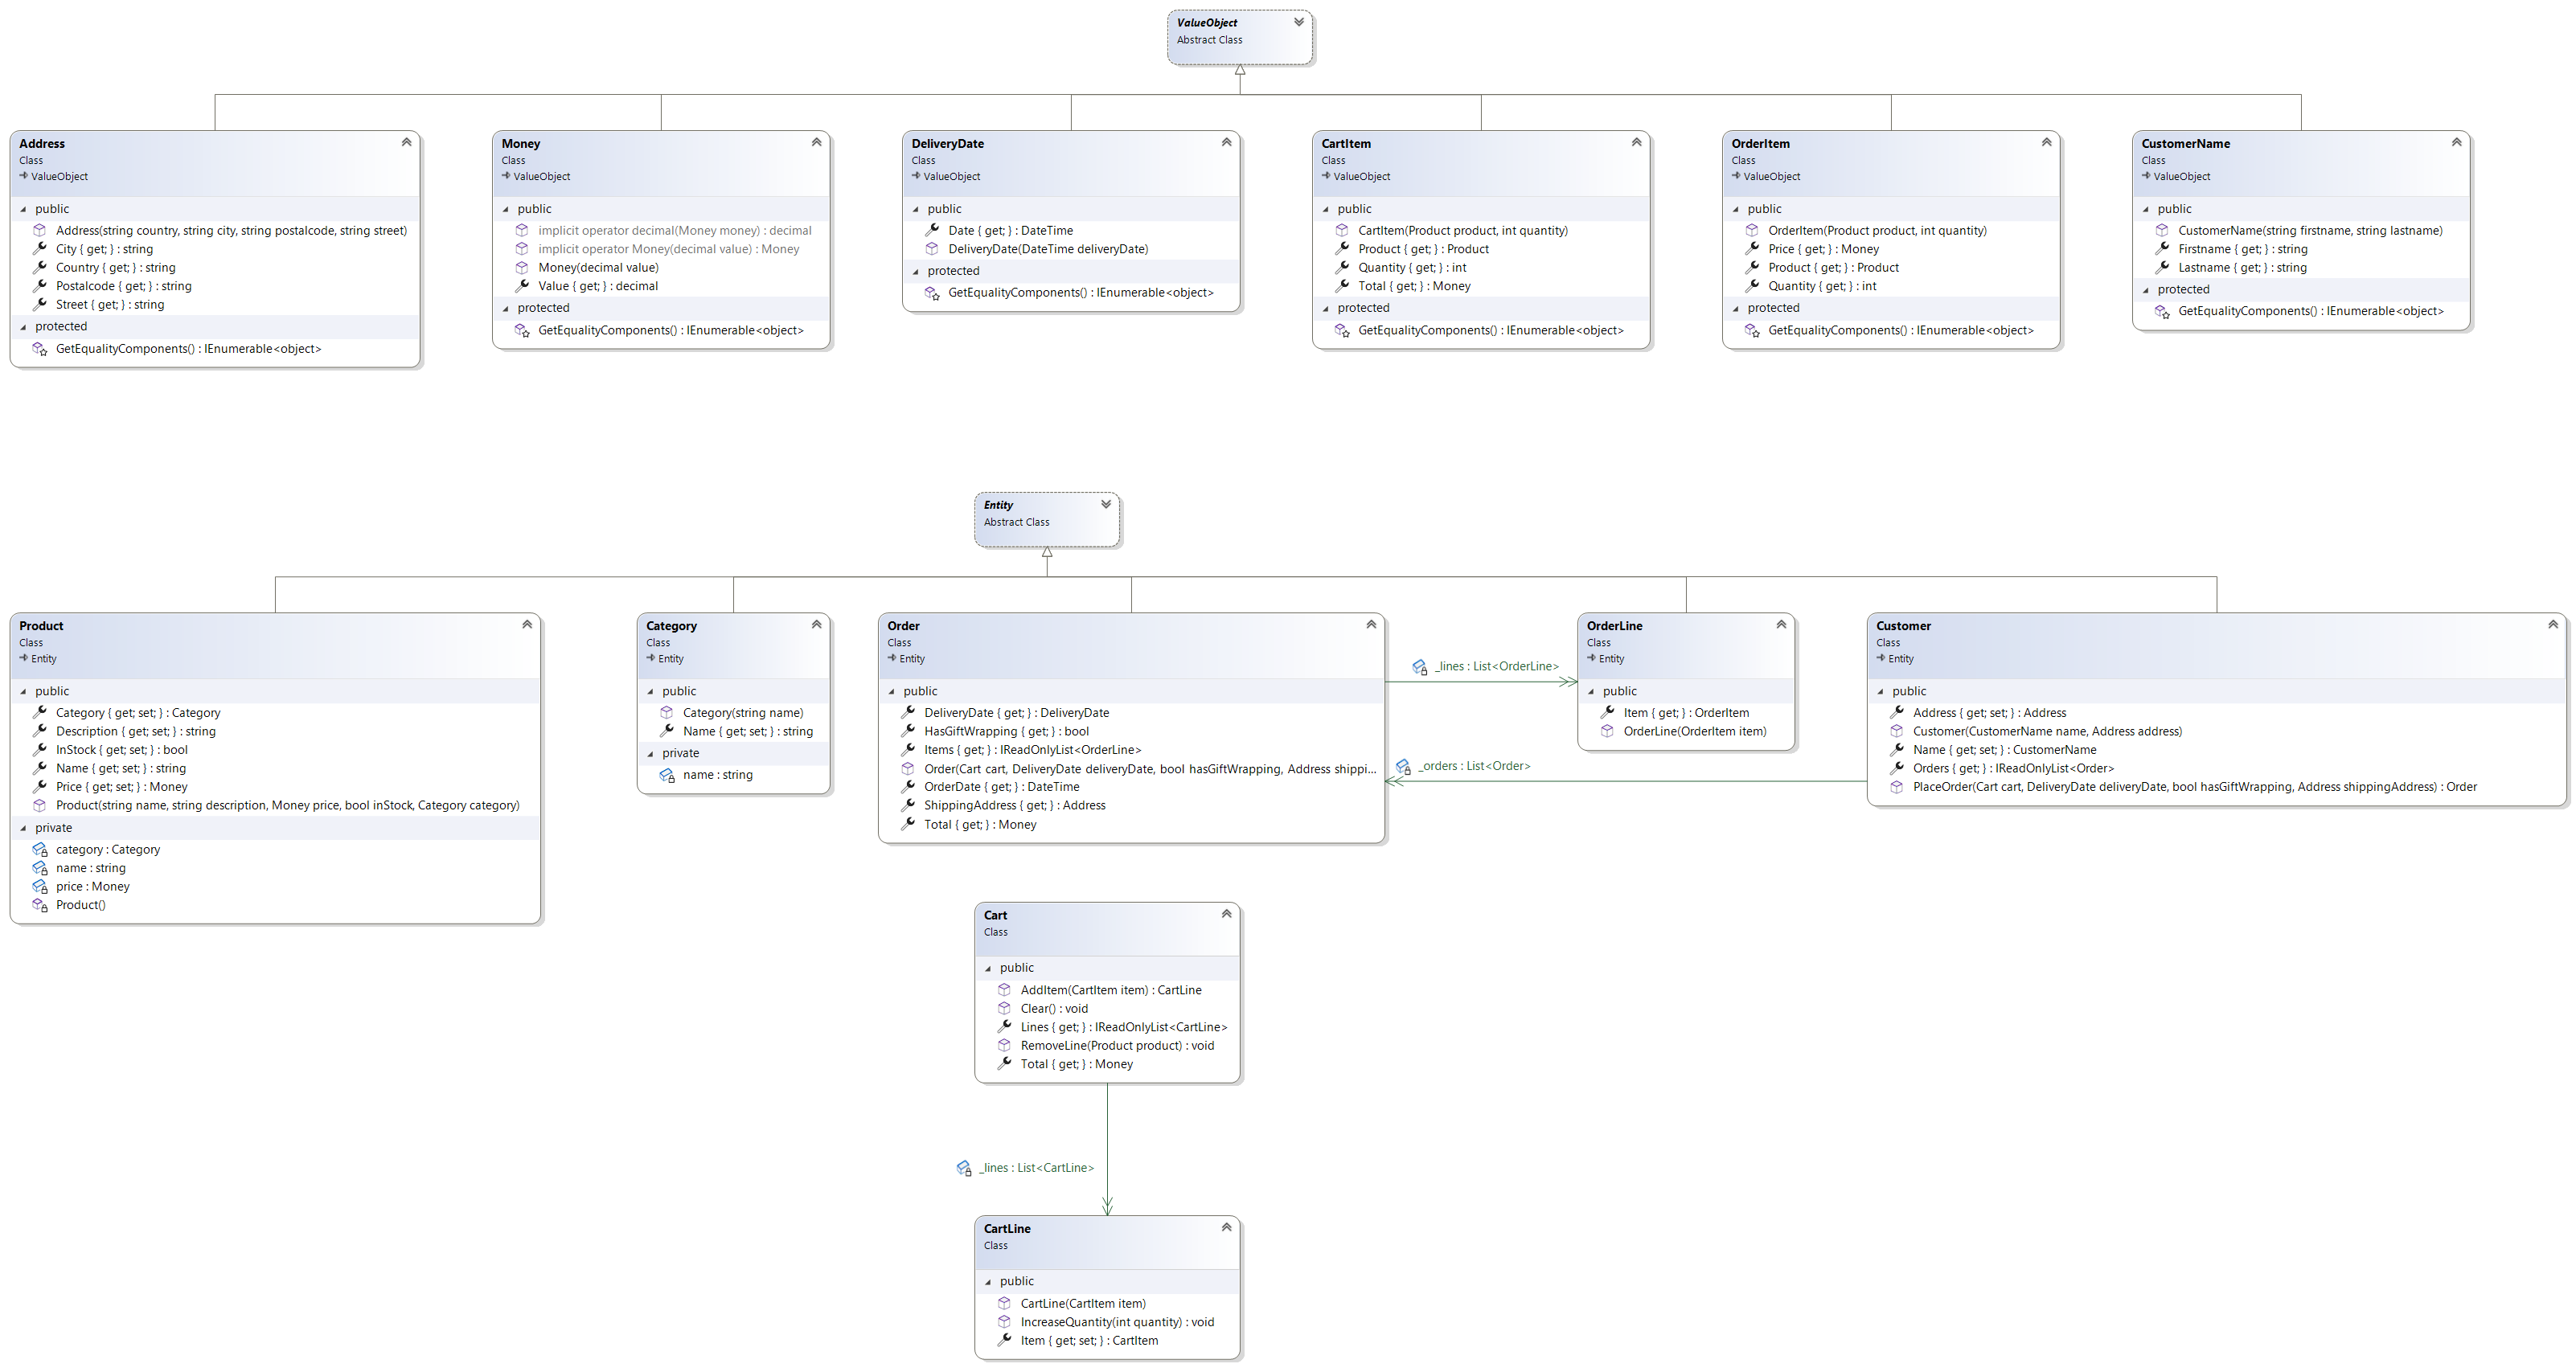 ValueObject
Abstract Class
Address
Class
ValueObject
public
Address(string country, string city, string postalcode, string street)
City { get; } : string
Country { get; } : string
Postalcode { get; } : string
Street { get; } : string
protected
GetEqualityComponents() : IEnumerable<object>
Money
Class
ValueObject
public
implicit operator decimal(Money money) : decimal
implicit operator Money(decimal value) : Money
Money(decimal value)
Value { get; } : decimal
protected
GetEqualityComponents() : IEnumerable<object>
DeliveryDate
Class
ValueObject
public
Date { get; } : DateTime
DeliveryDate(DateTime deliveryDate)
protected
GetEqualityComponents() : IEnumerable<object>
CartItem
Class
ValueObject
public
CartItem(Product product, int quantity)
Product { get; } : Product
Quantity { get; } : int
Total { get; } : Money
protected
GetEqualityComponents() : IEnumerable<object>
OrderItem
Class
ValueObject
public
OrderItem(Product product, int quantity)
Price { get; } : Money
Product { get; } : Product
Quantity { get; } : int
protected
GetEqualityComponents() : IEnumerable<object>
CustomerName
Class
ValueObject
public
CustomerName(string firstname, string lastname)
Firstname { get; } : string
Lastname { get; } : string
protected
GetEqualityComponents() : IEnumerable<object>
Entity
Abstract Class
Product
Class
Entity
public
Category { get; set; } : Category
Description { get; set; } : string
InStock { get; set; } : bool
Name { get; set; } : string
Price { get; set; } : Money
Product(string name, string description, Money price, bool inStock, Category category)
private
category : Category
name : string
price : Money
Product()
Category
Class
Entity
public
Category(string name)
Name { get; set; } : string
private
name : string
Order
Class
Entity
public
DeliveryDate { get; } : DeliveryDate
HasGiftWrapping { get; } : bool
Items { get; } : IReadOnlyList<OrderLine>
Order(Cart cart, DeliveryDate deliveryDate, bool hasGiftWrapping, Address shippi...
OrderDate { get; } : DateTime
ShippingAddress { get; } : Address
Total { get; } : Money
_lines : List<OrderLine>
_orders : List<Order>
OrderLine
Class
Entity
public
Item { get; } : OrderItem
OrderLine(OrderItem item)
Customer
Class
Entity
public
Address { get; set; } : Address
Customer(CustomerName name, Address address)
Name { get; set; } : CustomerName
Orders { get; } : IReadOnlyList<Order>
PlaceOrder(Cart cart, DeliveryDate deliveryDate, bool hasGiftWrapping, Address shippingAddress) : Order
Cart
Class
public
AddItem(CartItem item) : CartLine
Clear() : void
Lines { get; } : IReadOnlyList<CartLine>
RemoveLine(Product product) : void
Total { get; } : Money
_lines : List<CartLine>
CartLine
Class
public
CartLine(CartItem item)
IncreaseQuantity(int quantity) : void
Item { get; set; } : CartItem